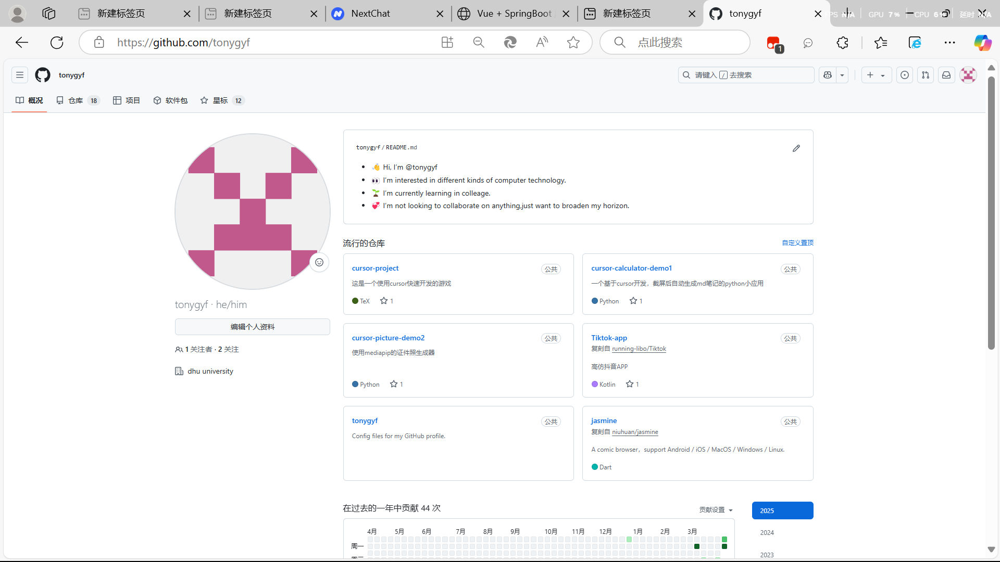 新建标签页
新建标签页
NextChat
Vue + SpringBoot
新建标签页
tonygyf
FPS N/A
GPU 7 %
CPU 6
延时 N/A
https://github.com/tonygyf
点此搜索
1
tonygyf
请键入 / 去搜索
概况
仓库 18
项目
软件包
星标 12
tonygyf · he/him
编辑个人资料
1 关注者 · 2 关注
dhu university
tonygyf / README.md
👋 Hi, I’m @tonygyf
👀 I’m interested in different kinds of computer technology.
🌱 I’m currently learning in colleage.
💞️ I’m not looking to collaborate on anything,just want to broaden my horizon.
流行的仓库
自定义置顶
cursor-project
公共
这是一个使用cursor快速开发的游戏
TeX 1
cursor-calculator-demo1
公共
一个基于cursor开发，截屏后自动生成md笔记的python小应用
Python 1
cursor-picture-demo2
公共
使用mediapip的证件照生成器
Python 1
Tiktok-app
公共
复刻自 running-libo/Tiktok
高仿抖音APP
Kotlin 1
tonygyf
公共
Config files for my GitHub profile.
jasmine
公共
复刻自 niuhuan/jasmine
A comic browser，support Android / iOS / MacOS / Windows / Linux.
Dart
在过去的一年中贡献 44 次
贡献设置
2025
2024
2023
4月 5月 6月 7月 8月 9月 10月 11月 12月 1月 2月 3月
周一